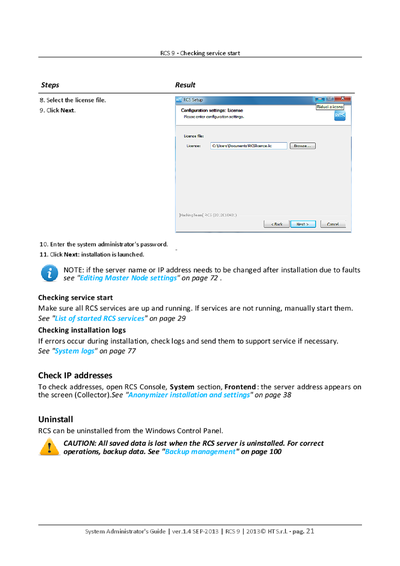 RCS 9 - Checking service start
Steps Result
8. Select the license file.
9. Click Next.
RCS Setup
Configuration settings: License
Please enter configuration settings.
License file:
License:
Browse...
< Back Next > Cancel
10. Enter the system administrator's password. -
11. Click Next: installation is launched.
NOTE: if the server name or IP address needs to be changed after installation due to faults
see "Editing Master Node settings" on page 72 .
Checking service start
Make sure all RCS services are up and running. If services are not running, manually start them.
See "List of started RCS services" on page 29
Checking installation logs
If errors occur during installation, check logs and send them to support service if necessary.
See "System logs" on page 77
Check IP addresses
To check addresses, open RCS Console, System section, Frontend: the server address appears on
the screen (Collector).See "Anonymizer installation and settings" on page 38
Uninstall
RCS can be uninstalled from the Windows Control Panel.
CAUTION: All saved data is lost when the RCS server is uninstalled. For correct
operations, backup data. See "Backup management" on page 100
System Administrator's Guide | ver.1.4 SEP-2013 | RCS 9 | 2013© HT S.r.l. - pag. 21